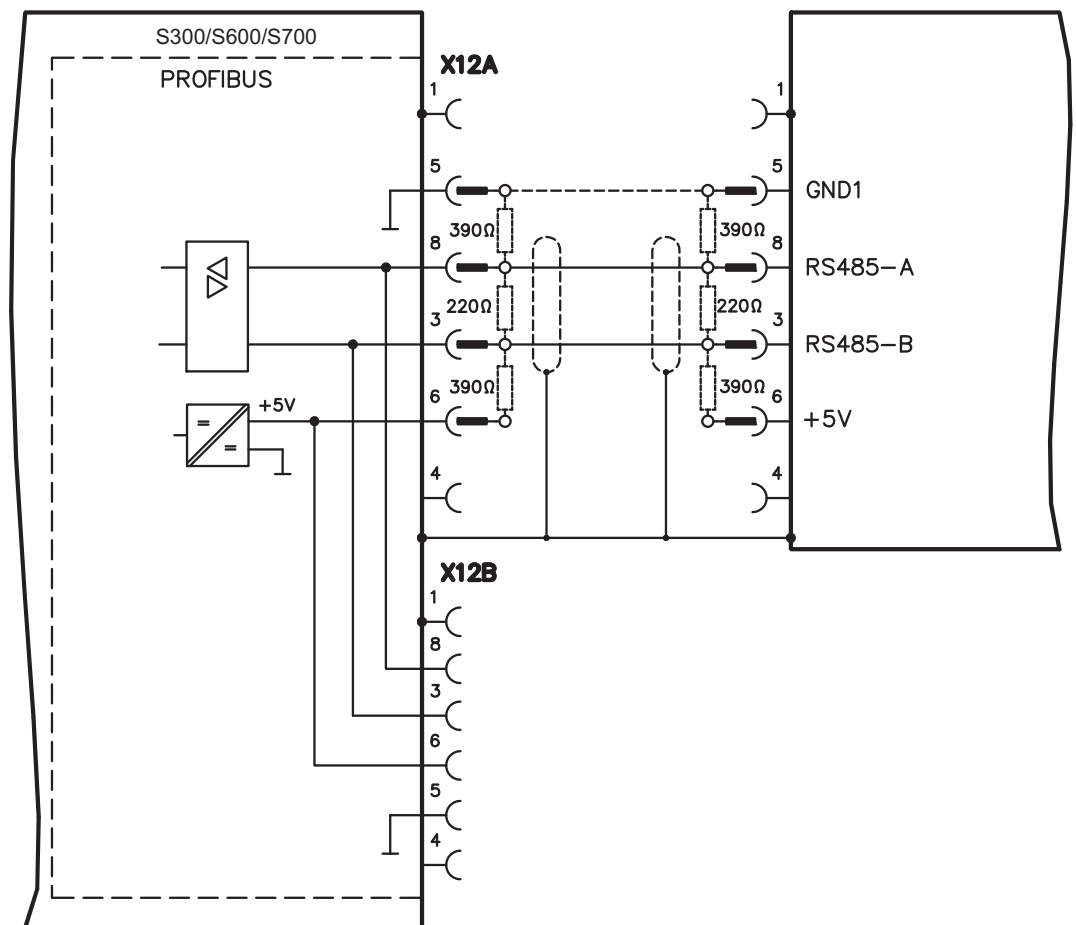 S300/S600/S700
PROFIBUS
X12A
1
1
5
5
GND1
390Ω
390Ω
8
8
RS485-A
220Ω
220Ω
3
3
RS485-B
390Ω
390Ω
+5V
6
6
+5V
4
4
X12B
1
8
3
6
5
4